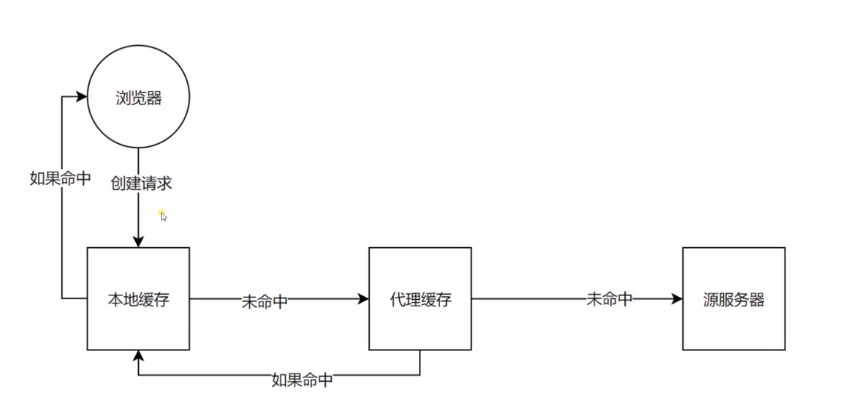 浏览器
如果命中
创建请求
本地缓存
未命中
代理缓存
未命中
源服务器
如果命中